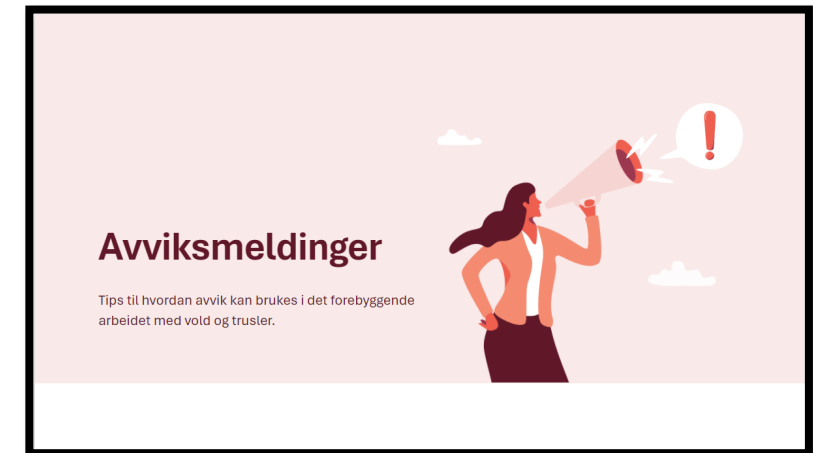 Avviksmeldinger
Tips til hvordan avvik kan brukes i det forebyggende
arbeidet med vold og trusler.